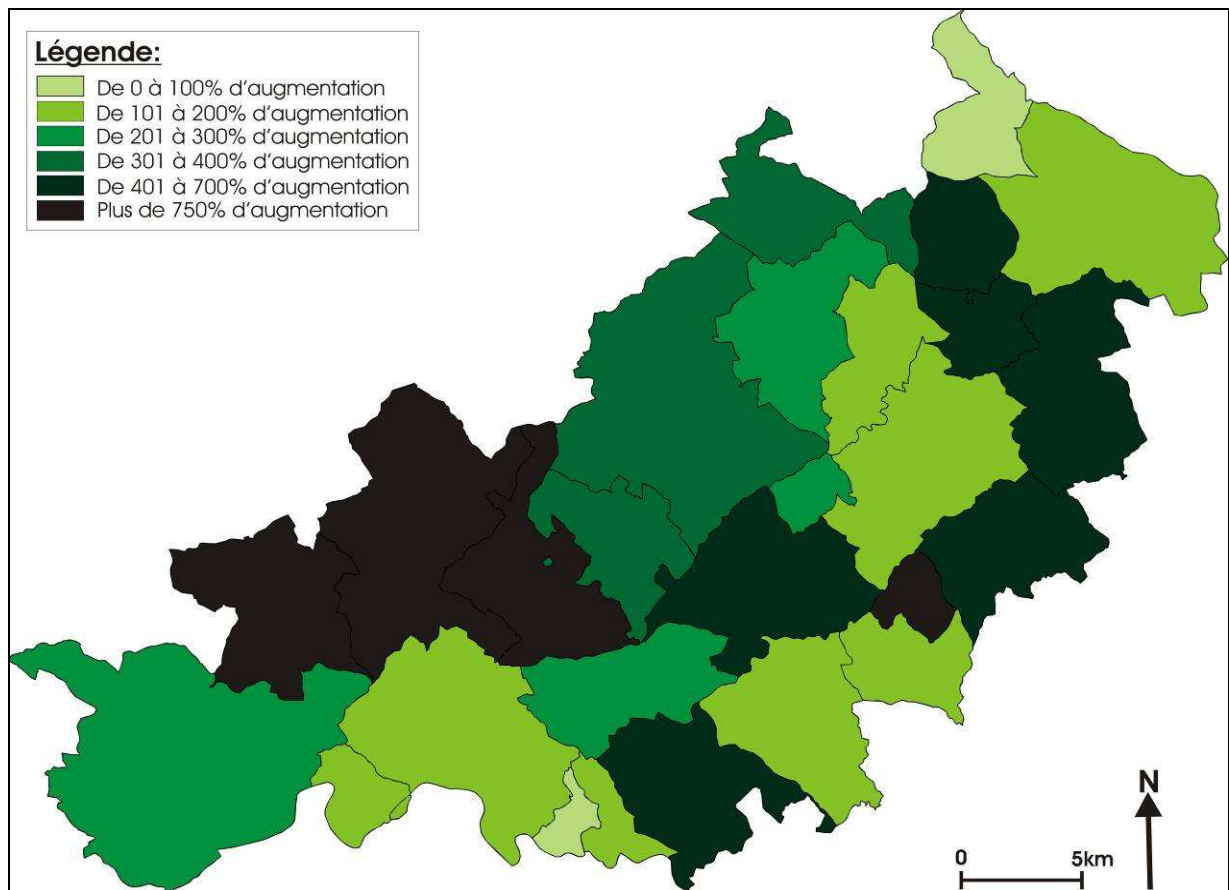 Légende:
De 0 à 100% d'augmentation
De 101 à 200% d'augmentation
De 201 à 300% d'augmentation
De 301 à 400% d'augmentation
De 401 à 700% d'augmentation
Plus de 750% d'augmentation
N
0 5km